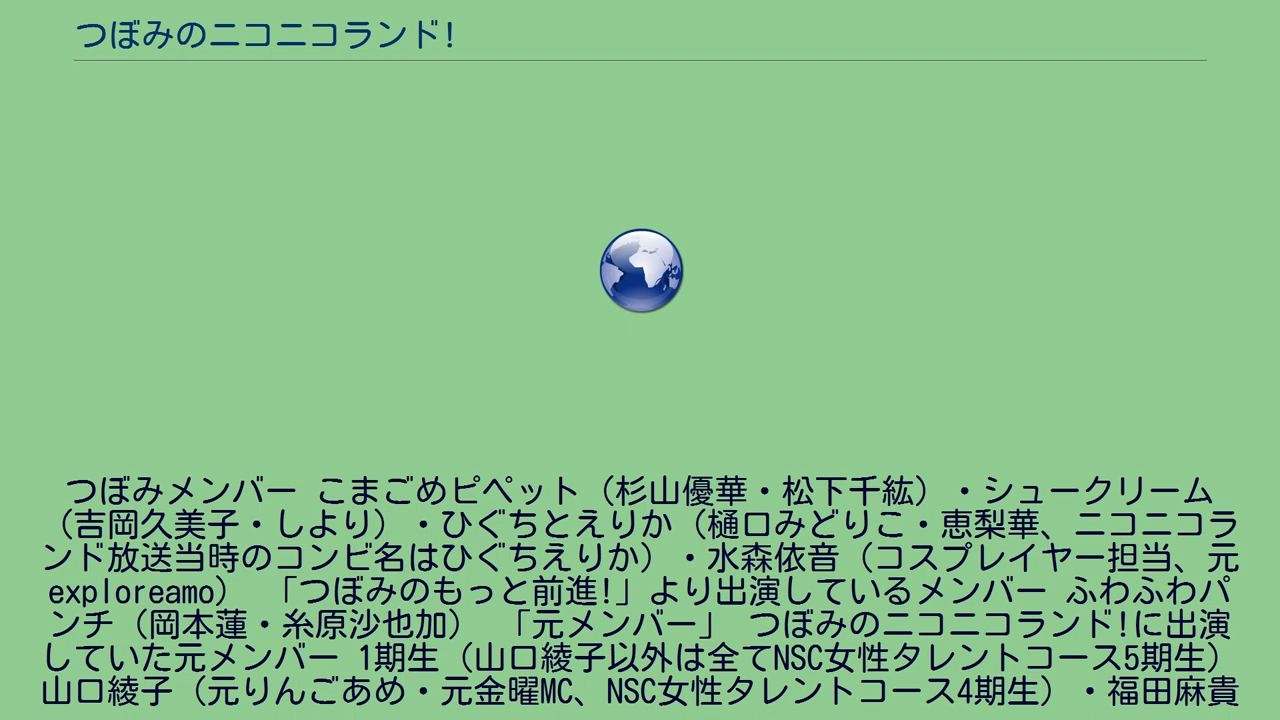 つぼみのニコニコランド!
つぼみメンバー こまごめピペット（杉山優華・松下千紘）・シュークリーム
（吉岡久美子・しより）・ひぐちとえりか（樋口みどりこ・恵梨華、ニコニコラ
ンド放送当時のコンビ名はひぐちえりか）・水森依音（コスプレイヤー担当、元
exploreamo） 「つぼみのもっと前進!」より出演しているメンバー ふわふわパ
ンチ（岡本蓮・糸原沙也加） 「元メンバー」 つぼみのニコニコランド!に出演
していた元メンバー 1期生（山口綾子以外は全てNSC女性タレントコース5期生）
山口綾子（元りんごあめ・元金曜MC、NSC女性タレントコース4期生）・福田麻貴